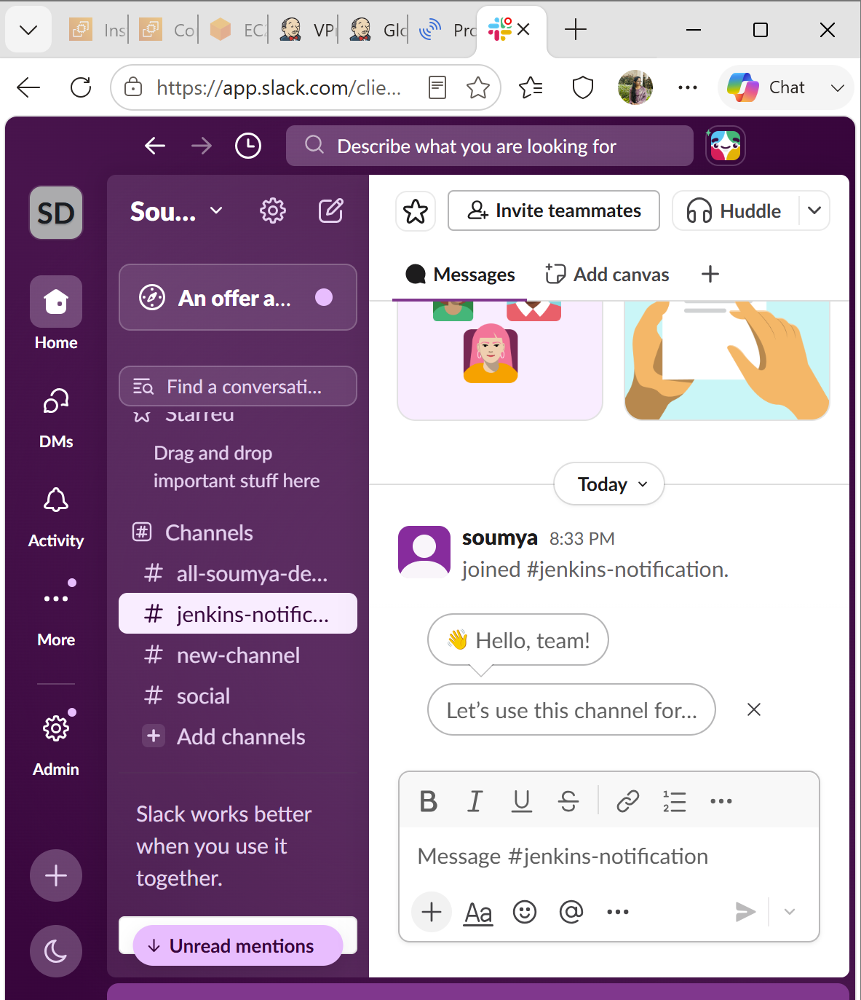 Ins
Co
EC2
VP
Glo
Pro
https://app.slack.com/clie...
Chat
Describe what you are looking for
SD
Sou...
Invite teammates
Huddle
Messages
Add canvas
An offer a...
Home
Find a conversati...
Starred
DMs
Drag and drop
important stuff here
Today
Channels
soumya 8:33 PM
Activity
joined #jenkins-notification.
# all-soumya-de...
# jenkins-notific...
More
👋 Hello, team!
# new-channel
# social
Let's use this channel for...
Add channels
Admin
Slack works better
when you use it
together.
B I U S
Message #jenkins-notification
Aa
@
Unread mentions